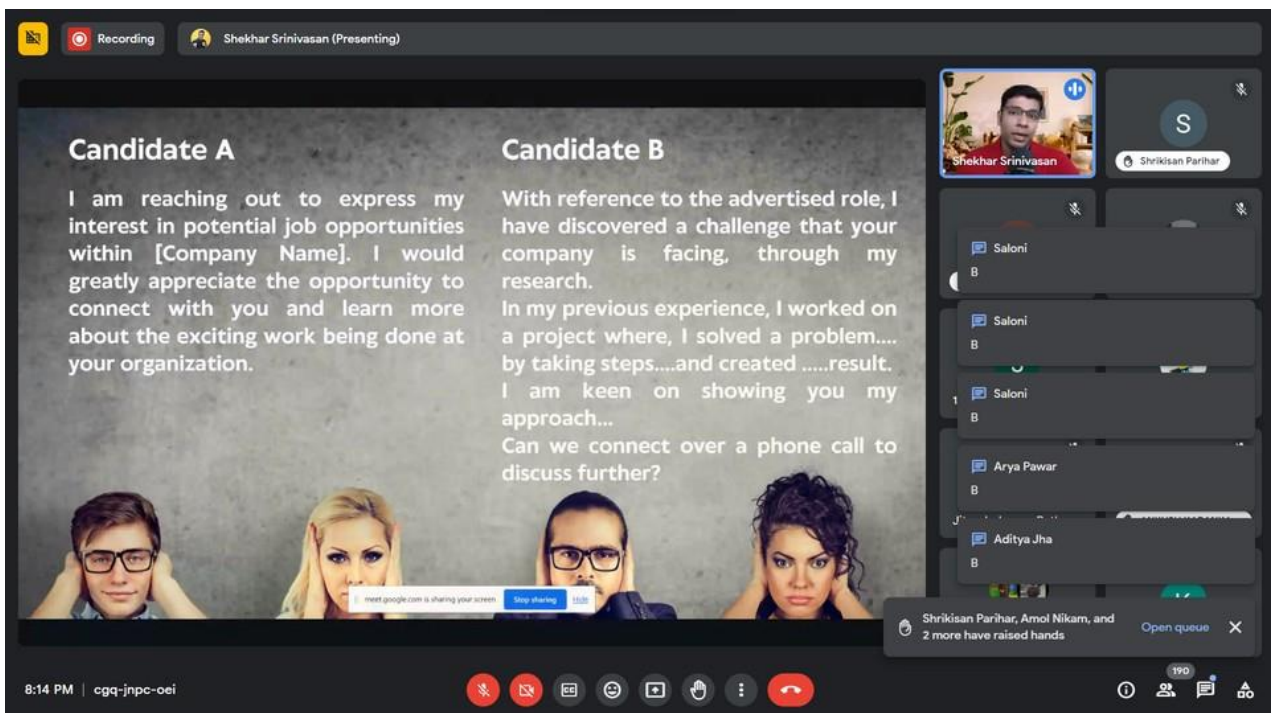 Recording
Shekhar Srinivasan (Presenting)
Candidate A
I am reaching out to express my
interest in potential job opportunities
within [Company Name]. I would
greatly appreciate the opportunity to
connect with you and learn more
about the exciting work being done at
your organization.
Candidate B
With reference to the advertised role, I
have discovered a challenge that your
company is facing, through my
research.
In my previous experience, I worked on
a project where, I solved a problem....
by taking steps....and created .....result.
I am keen on showing you my
approach...
Can we connect over a phone call to
discuss further?
meet.google.com is sharing your screen
Stop sharing
Hide
Shekhar Srinivasan
S
Shrikisan Parihar
Saloni
B
Saloni
B
Saloni
B
Arya Pawar
B
Aditya Jha
B
Shrikisan Parihar, Amol Nikam, and
2 more have raised hands
Open queue
8:14 PM | cgq-jnpc-oei
CC
190